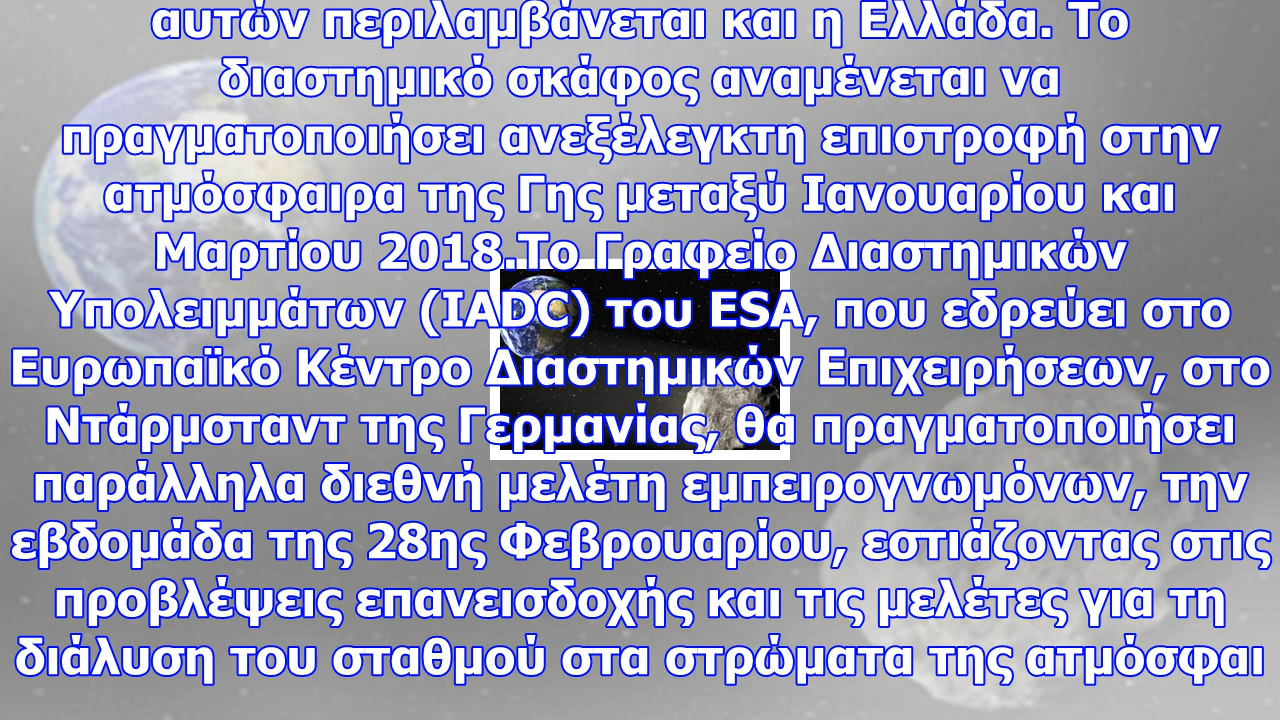 αυτών περιλαμβάνεται και η Ελλάδα. Το
διαστημικό σκάφος αναμένεται να
πραγματοποιήσει ανεξέλεγκτη επιστροφή στην
ατμόσφαιρα της Γης μεταξύ Ιανουαρίου και
Μαρτίου 2018.Το Γραφείο Διαστημικών
Υπολειμμάτων (IADC) του ESA, που εδρεύει στο
Ευρωπαϊκό Κέντρο Διαστημικών Επιχειρήσεων, στο
Ντάρμσταντ της Γερμανίας, θα πραγματοποιήσει
παράλληλα διεθνή μελέτη εμπειρογνωμόνων, την
εβδομάδα της 28ης Φεβρουαρίου, εστιάζοντας στις
προβλέψεις επανεισδοχής και τις μελέτες για τη
διάλυση του σταθμού στα στρώματα της ατμόσφαι